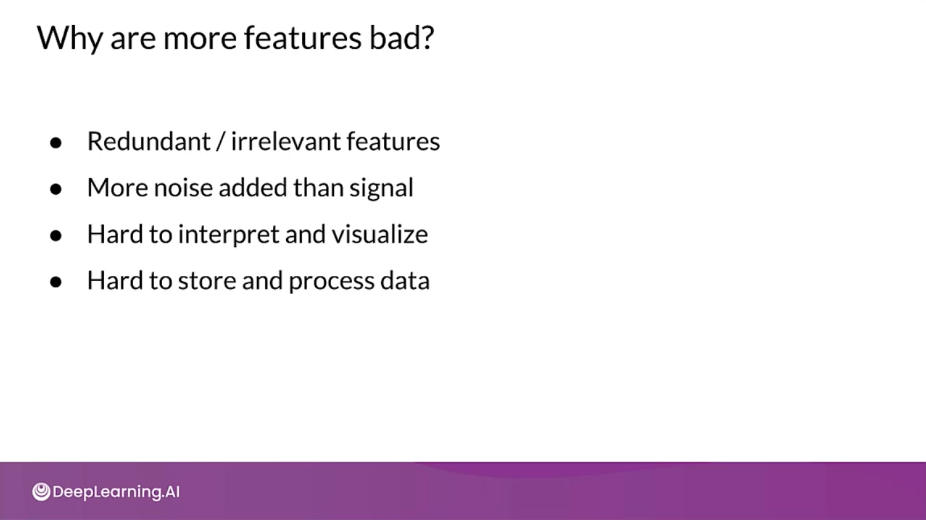 Why are more features bad?
● Redundant / irrelevant features
● More noise added than signal
● Hard to interpret and visualize
● Hard to store and process data
DeepLearning.AI